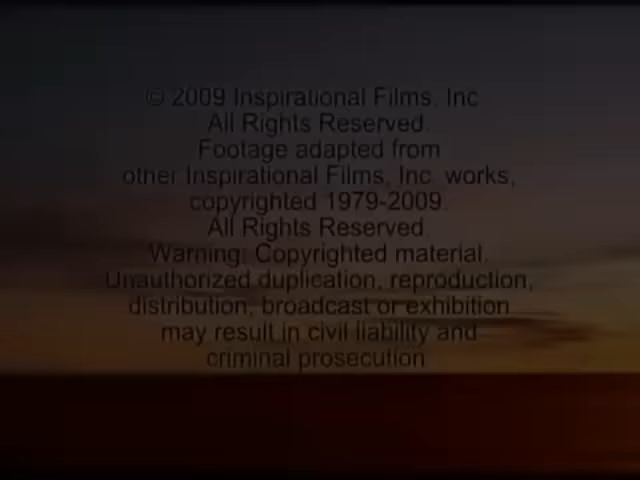 © 2009 Inspirational Films, Inc
All Rights Reserved.
Footage adapted from
other Inspirational Films, Inc. works,
copyrighted 1979-2009.
All Rights Reserved
Warning: Copyrighted material.
Unauthorized duplication, reproduction,
distribution, broadcast or exhibition
may result in civil liability and
criminal prosecution.